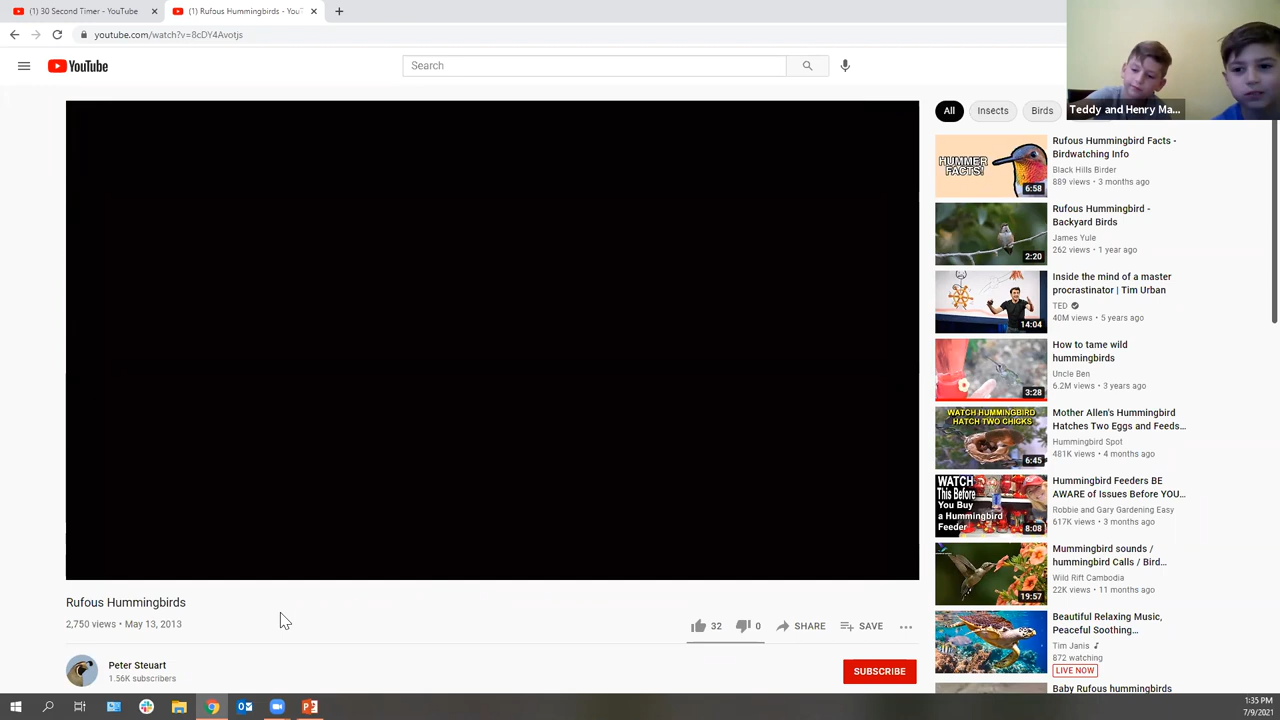 (1) 30 Second Timer - YouTube
(1) Rufous Hummingbirds - YouT
youtube.com/watch?v=8cDY4Avotjs
YouTube
Search
Teddy and Henry Ma...
All
Insects
Birds
HUMMER
FACTS!
6:58
Rufous Hummingbird Facts -
Birdwatching Info
Black Hills Birder
889 views • 3 months ago
2:20
Rufous Hummingbird -
Backyard Birds
James Yule
262 views • 1 year ago
14:04
Inside the mind of a master
procrastinator | Tim Urban
TED
40M views • 5 years ago
3:28
How to tame wild
hummingbirds
Uncle Ben
6.2M views • 3 years ago
WATCH HUMMINGBIRD
HATCH TWO CHICKS
6:45
Mother Allen's Hummingbird
Hatches Two Eggs and Feeds...
Hummingbird Spot
481K views • 4 months ago
WATCH
This Before
You Buy
a Hummingbird
Feeder
8:08
Hummingbird Feeders BE
AWARE of Issues Before YOU...
Robbie and Gary Gardening Easy
617K views • 3 months ago
19:57
Mummingbird sounds /
hummingbird Calls / Bird...
Wild Rift Cambodia
22K views • 11 months ago
Beautiful Relaxing Music,
Peaceful Soothing...
Tim Janis
872 watching
LIVE NOW
Baby Rufous hummingbirds
Rufous Hummingbirds
2,750 views • May 13, 2013
32
0
SHARE
SAVE
Peter Steuart
1.56K subscribers
SUBSCRIBE
1:35 PM
7/9/2021